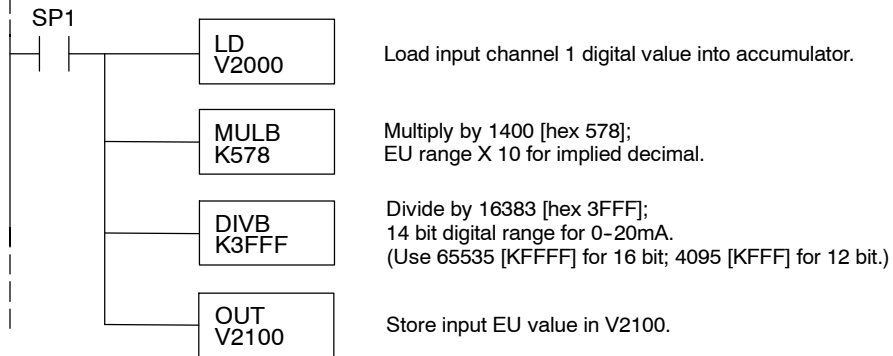 SP1
LD
V2000
Load input channel 1 digital value into accumulator.
MULB
K578
Multiply by 1400 [hex 578];
EU range X 10 for implied decimal.
DIVB
K3FFF
Divide by 16383 [hex 3FFF];
14 bit digital range for 0-20mA.
(Use 65535 [KFFFF] for 16 bit; 4095 [KFFF] for 12 bit.)
OUT
V2100
Store input EU value in V2100.